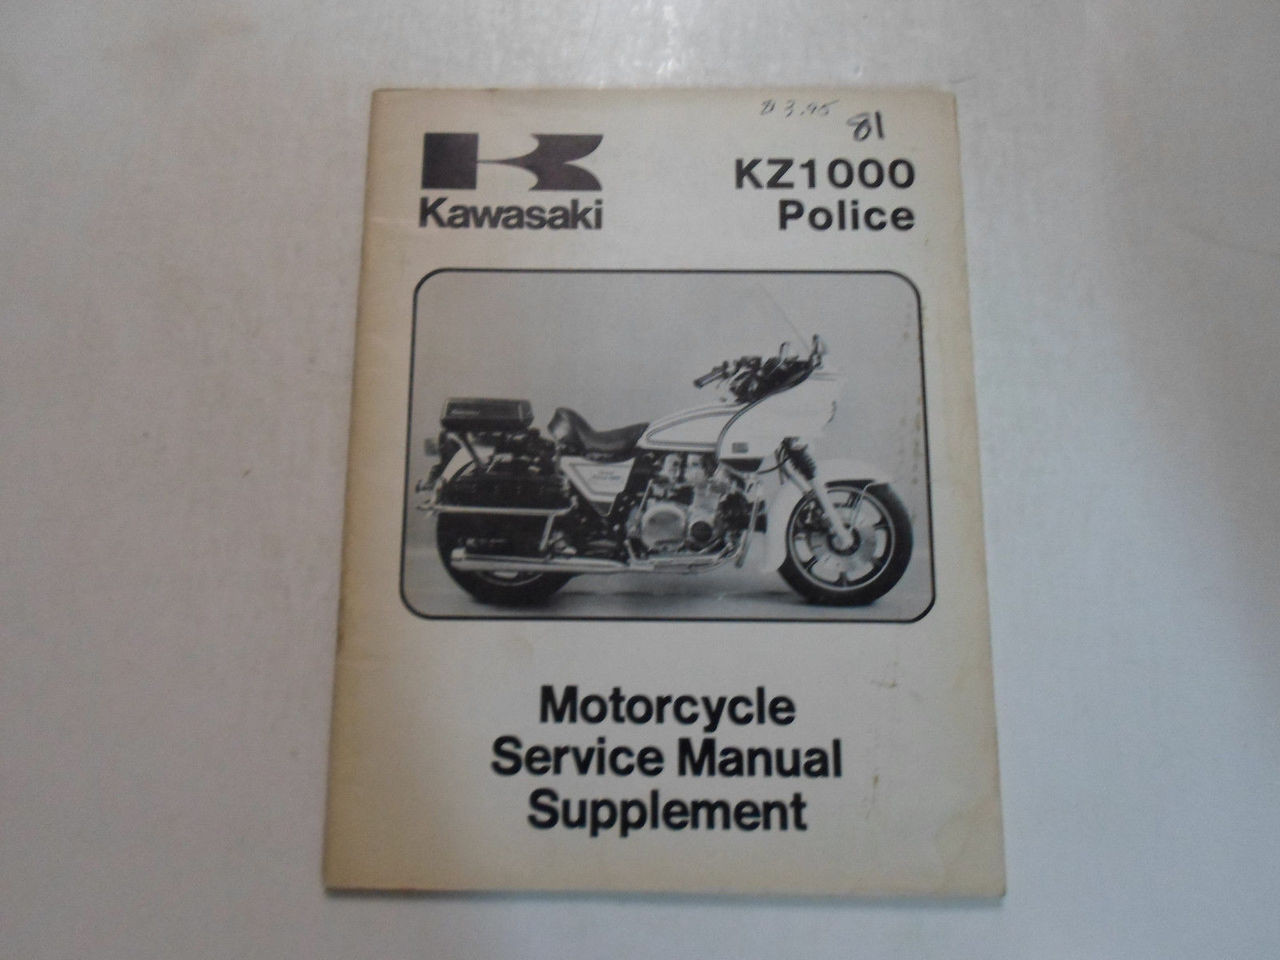 $3.95
81
Kawasaki
KZ1000
Police
Motorcycle
Service Manual
Supplement